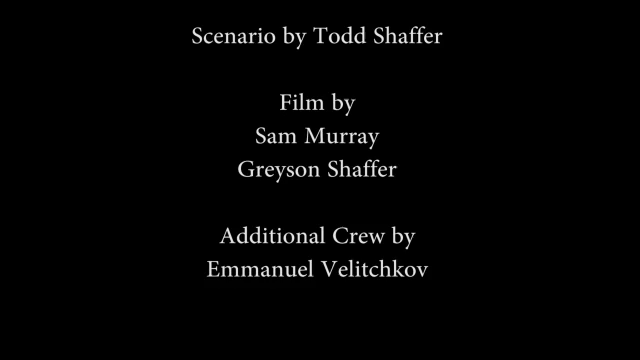 Scenario by Todd Shaffer
Film by
Sam Murray
Greyson Shaffer
Additional Crew by
Emmanuel Velitchkov